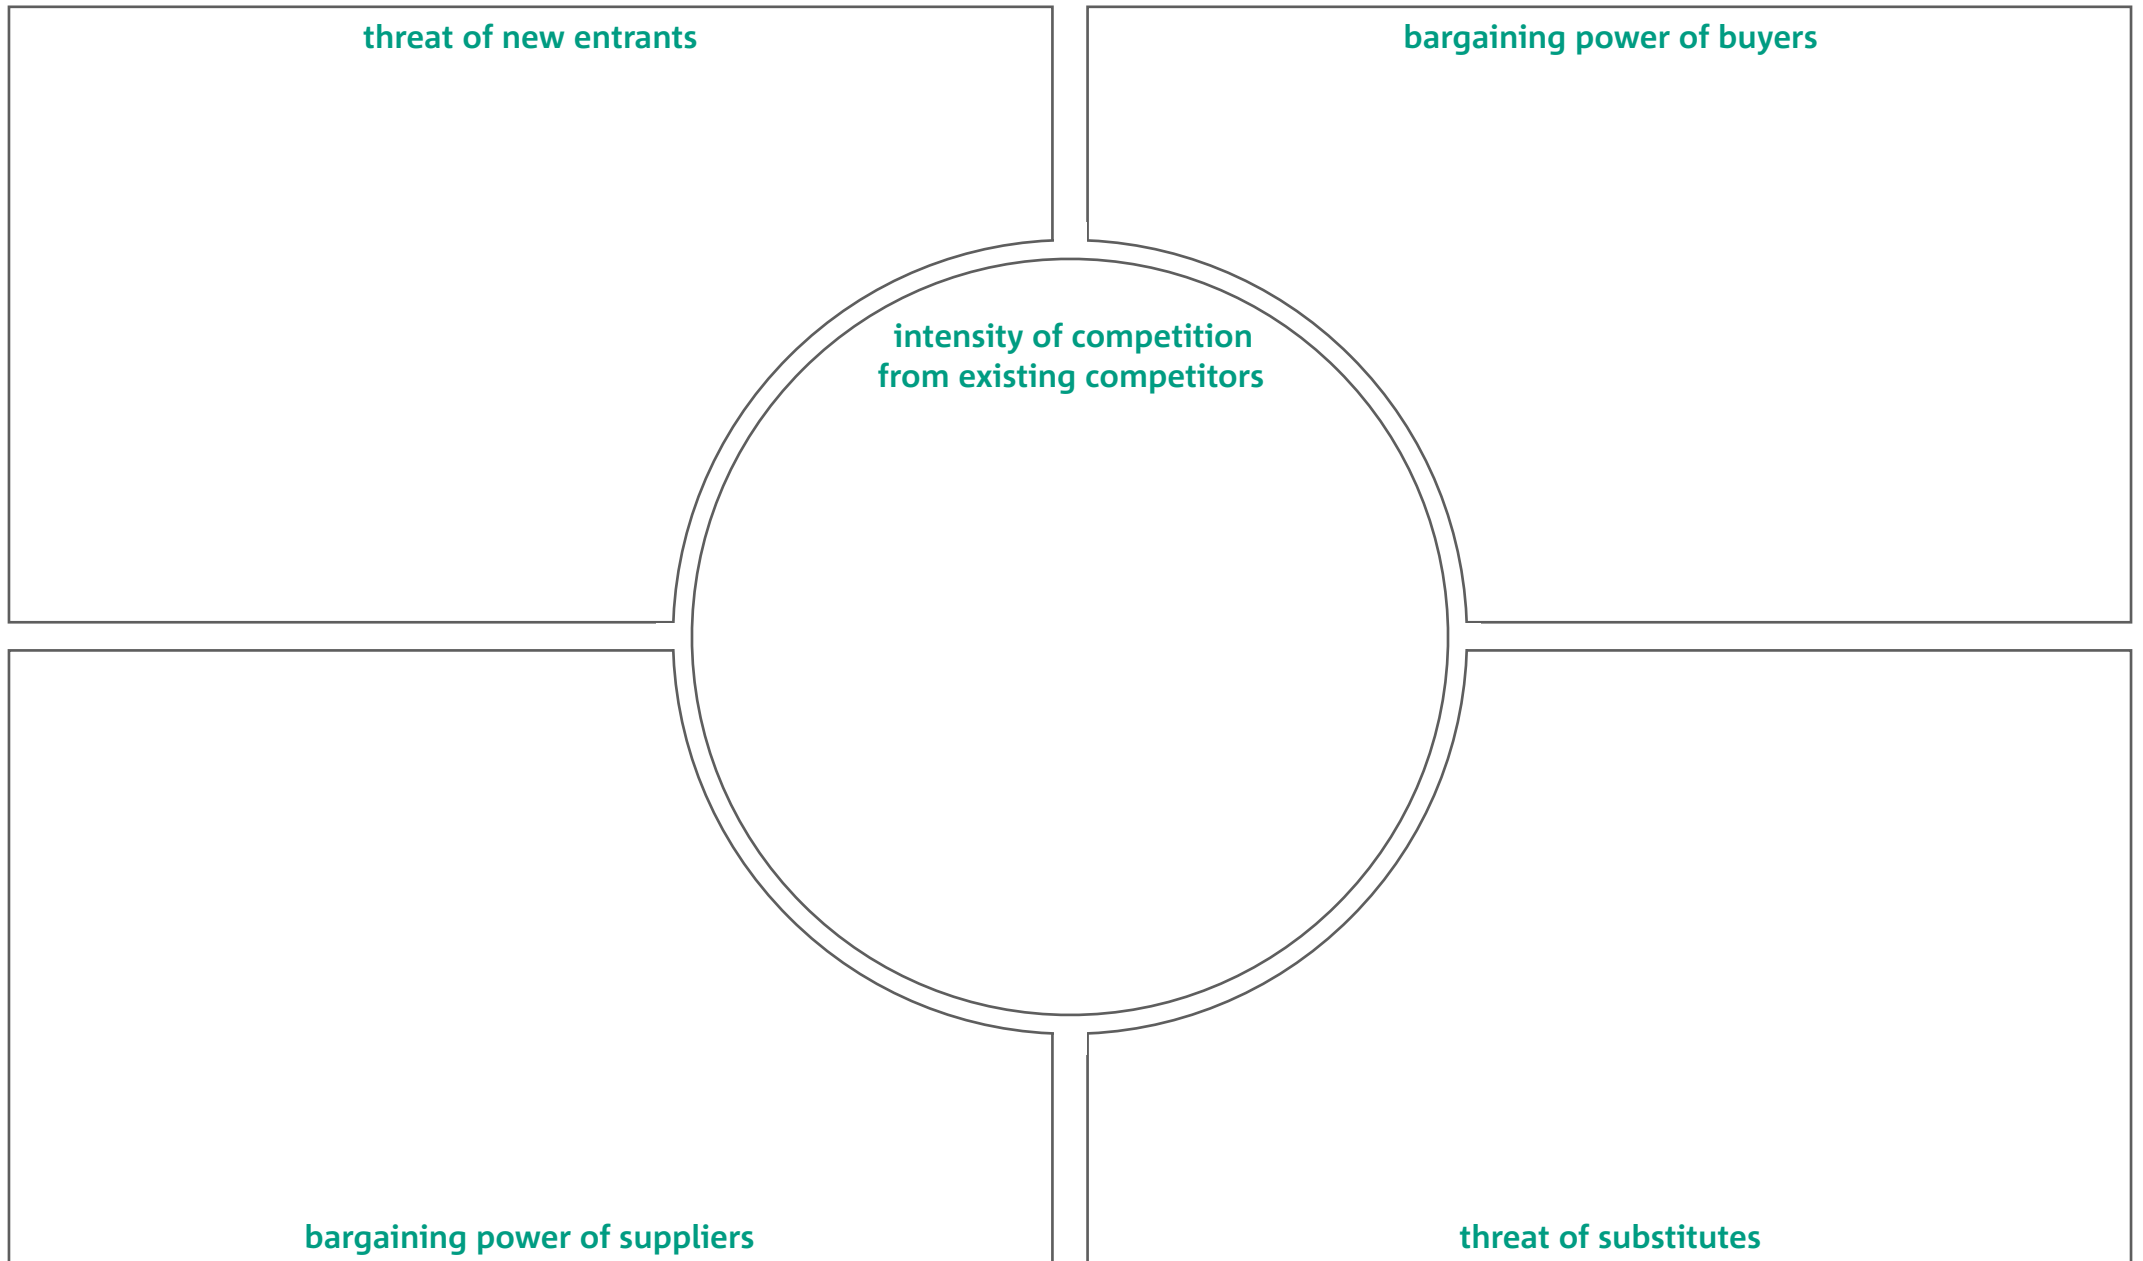 threat of new entrants
bargaining power of buyers
intensity of competition
from existing competitors
bargaining power of suppliers
threat of substitutes